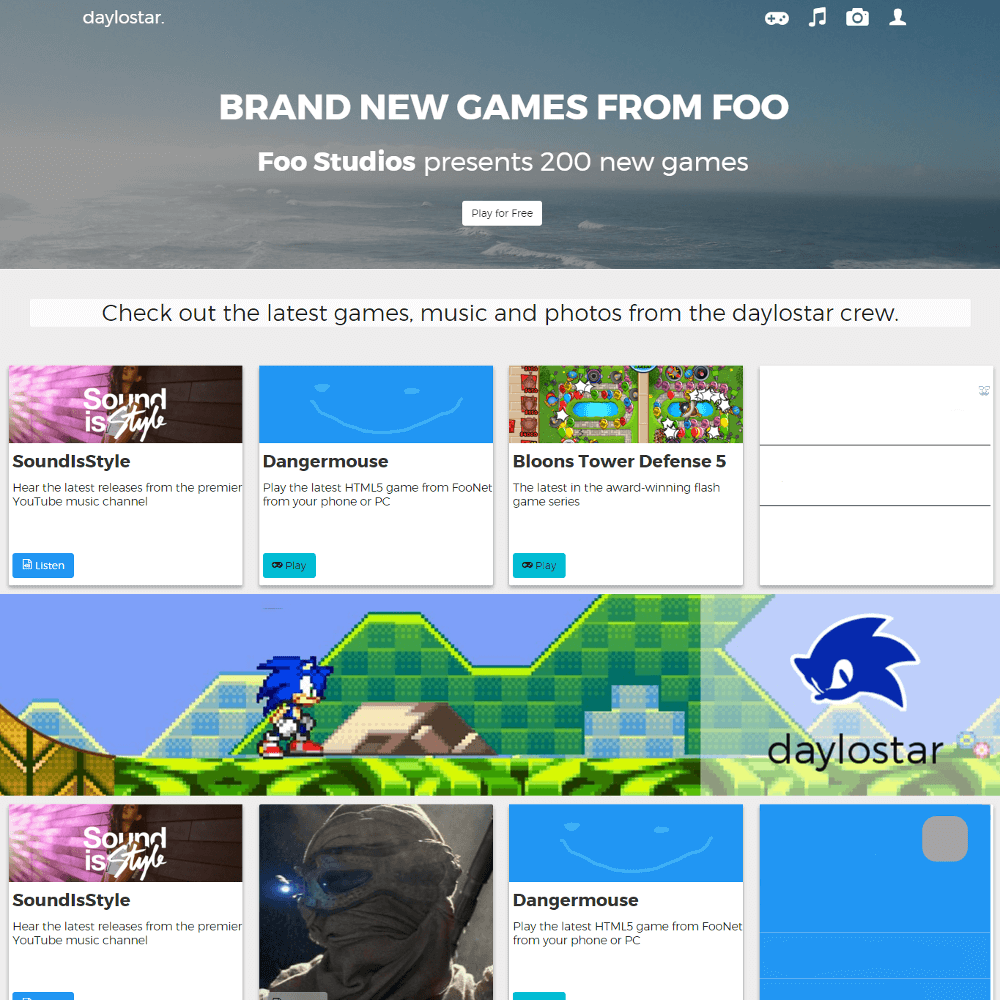 daylostar.
BRAND NEW GAMES FROM FOO
Foo Studios presents 200 new games
Play for Free
Check out the latest games, music and photos from the daylostar crew.
Sound
is Style
SoundIsStyle
Hear the latest releases from the premier
YouTube music channel
Listen
Dangermouse
Play the latest HTML5 game from FooNet
from your phone or PC
Play
Bloons Tower Defense 5
The latest in the award-winning flash
game series
Play
daylostar
Sound
is Style
SoundIsStyle
Hear the latest releases from the premier
YouTube music channel
Dangermouse
Play the latest HTML5 game from FooNet
from your phone or PC